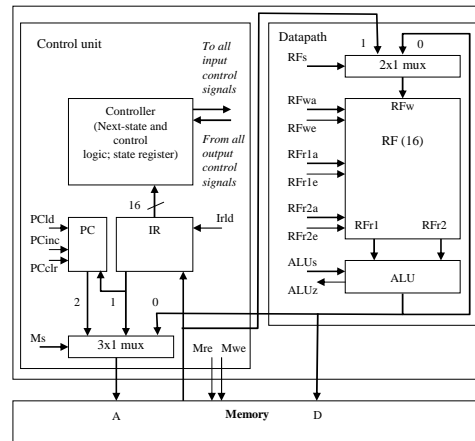 Control unit
To all
input
control
signals
Controller
(Next-state and
control
logic; state register)
From all
output
control
signals
16
PCld
PCinc
PCclr
PC
IR
Irld
2
1
0
Ms
3x1 mux
Mre
Mwe
Datapath
1
0
RFs
2x1 mux
RFwa
RFwe
RFw
RF (16)
RFr1a
RFr1e
RFr2a
RFr2e
RFr1
RFr2
ALUs
ALUz
ALU
A
Memory
D